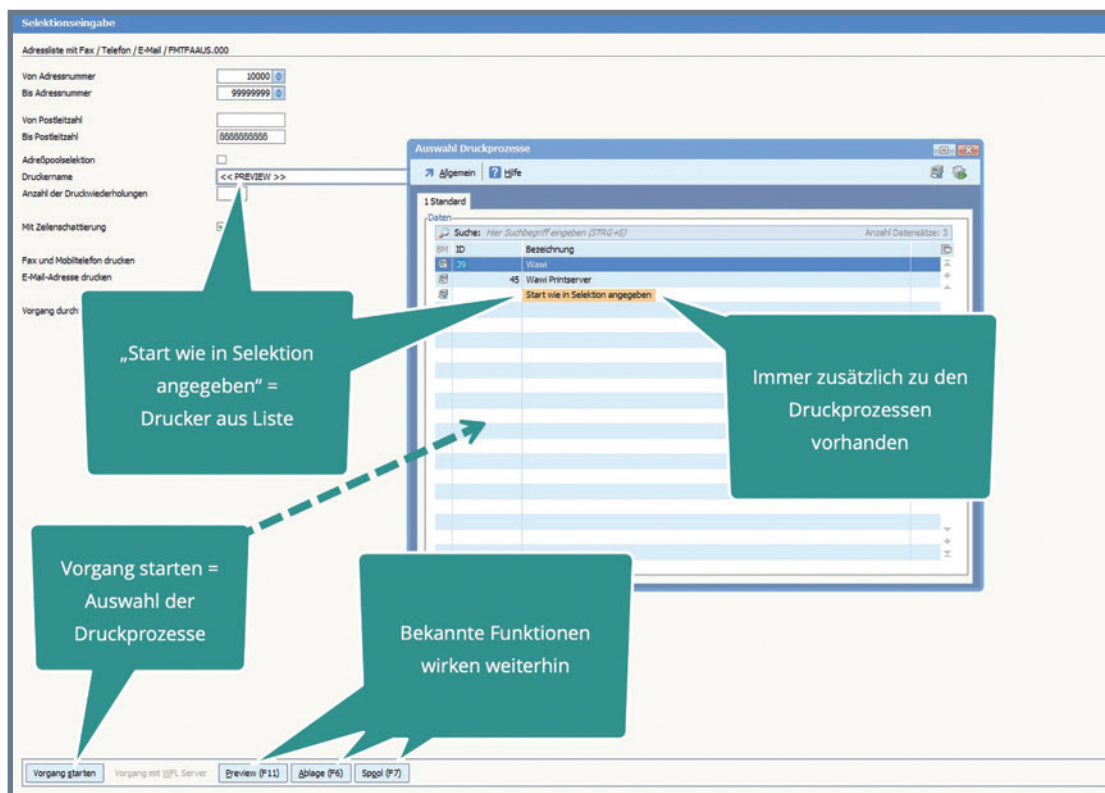 Selektionseingabe
Adressliste mit Fax / Telefon / E-Mail / FMTFAAUS.000
Von Adressnummer 10000
Bis Adressnummer 99999999
Von Postleitzahl
Bis Postleitzahl
Adreßpoolselektion
Druckername << PREVIEW >>
Anzahl der Druckwiederholungen
Mit Zeilenschattierung
Fax und Mobiltelefon drucken
E-Mail-Adresse drucken
Vorgang durch
Auswahl Druckprozesse
Allgemein Hilfe
1 Standard
Daten
Suche: Hier Suchbegriff eingeben (STRG+S) Anzahl Datensätze: 3
BM ID Bezeichnung
39 Wawi
45 Wawi Printserver
Start wie in Selektion angegeben
„Start wie in Selektion
angegeben“ =
Drucker aus Liste
Immer zusätzlich zu den
Druckprozessen
vorhanden
Vorgang starten =
Auswahl der
Druckprozesse
Bekannte Funktionen
wirken weiterhin
Vorgang starten Vorgang mit WFL Server Preview (F11) Ablage (F6) Spool (F7)